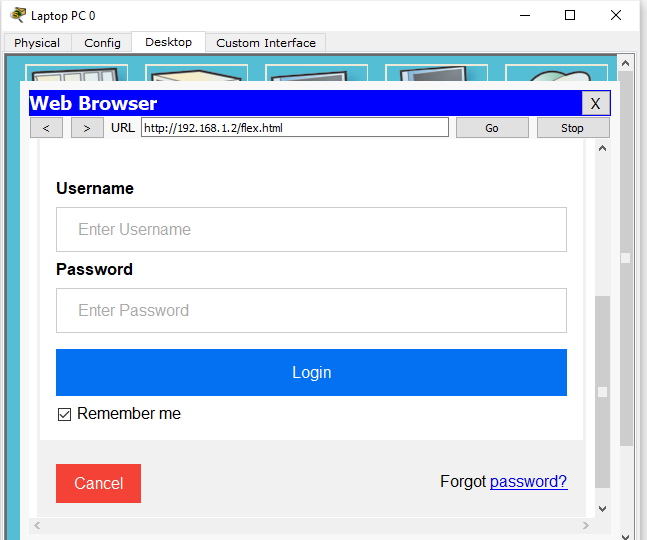 Laptop PC 0
Physical Config Desktop Custom Interface
Web Browser X
< > URL http://192.168.1.2/flex.html Go Stop
Username
Enter Username
Password
Enter Password
Login
Remember me
Cancel Forgot password?